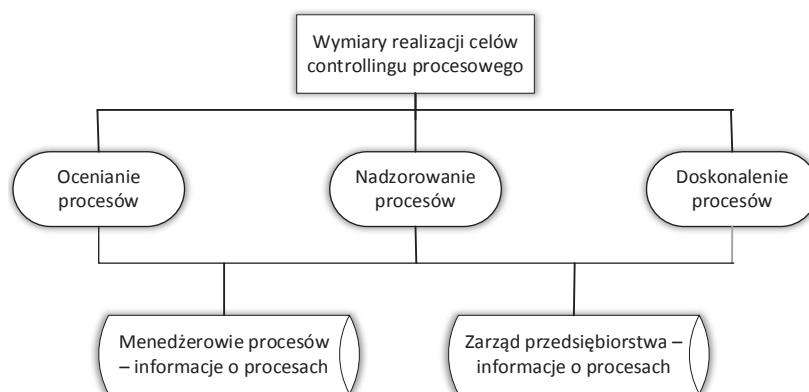 Wymiary realizacji celów
controllingu procesowego
Ocenianie
procesów
Nadzorowanie
procesów
Doskonalenie
procesów
Menedżerowie procesów
– informacje o procesach
Zarząd przedsiębiorstwa –
informacje o procesach